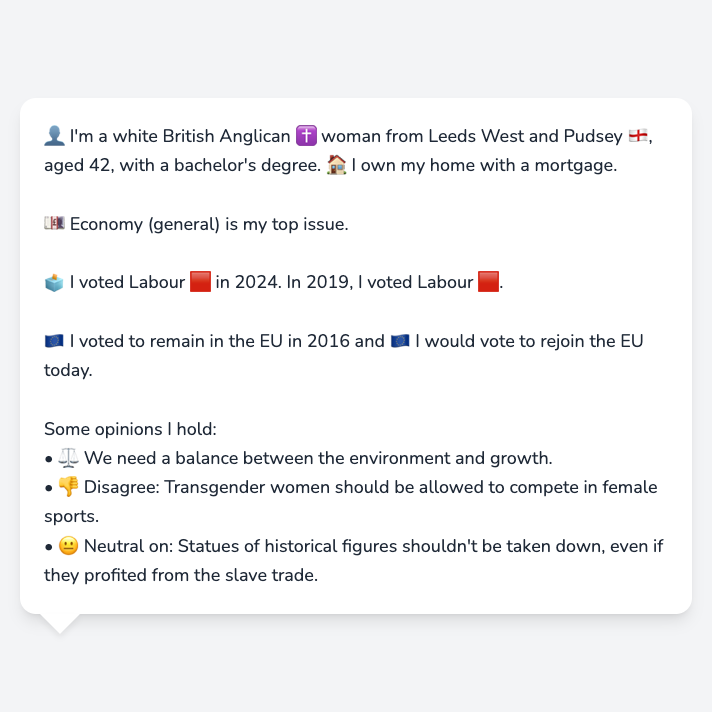 👤 I'm a white British Anglican ✝️ woman from Leeds West and Pudsey 🏴󠁧󠁢󠁥󠁮󠁧󠁿,
aged 42, with a bachelor's degree. 🏠 I own my home with a mortgage.
💷 Economy (general) is my top issue.
🗳️ I voted Labour 🟥 in 2024. In 2019, I voted Labour 🟥.
🇪🇺 I voted to remain in the EU in 2016 and 🇪🇺 I would vote to rejoin the EU
today.
Some opinions I hold:
• ⚖️ We need a balance between the environment and growth.
• 👎 Disagree: Transgender women should be allowed to compete in female
sports.
• 😐 Neutral on: Statues of historical figures shouldn't be taken down, even if
they profited from the slave trade.